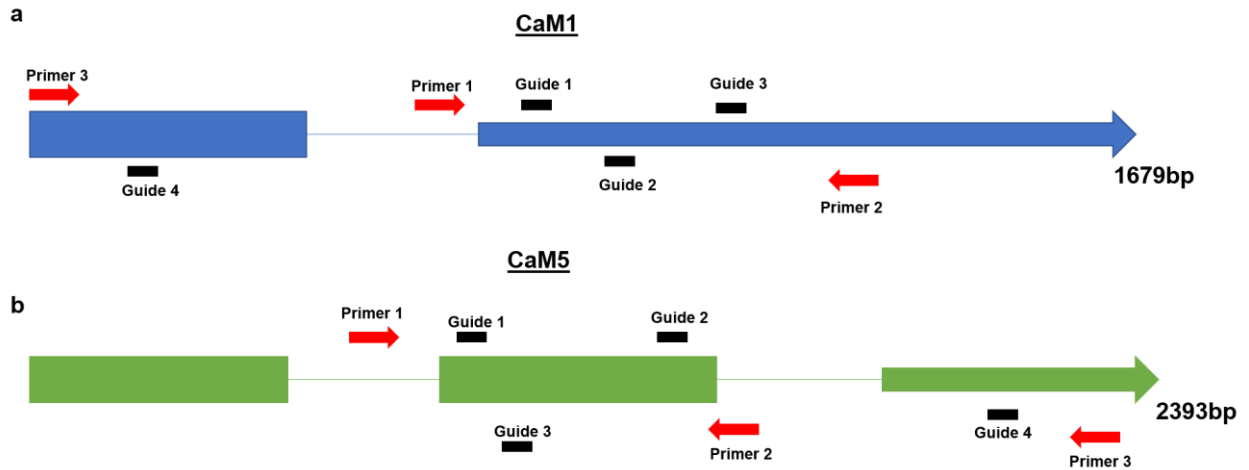 a
CaM1
Primer 3
Primer 1
Guide 1
Guide 3
Guide 4
Guide 2
Primer 2
1679bp
CaM5
b
Primer 1
Guide 1
Guide 2
2393bp
Guide 3
Primer 2
Guide 4
Primer 3